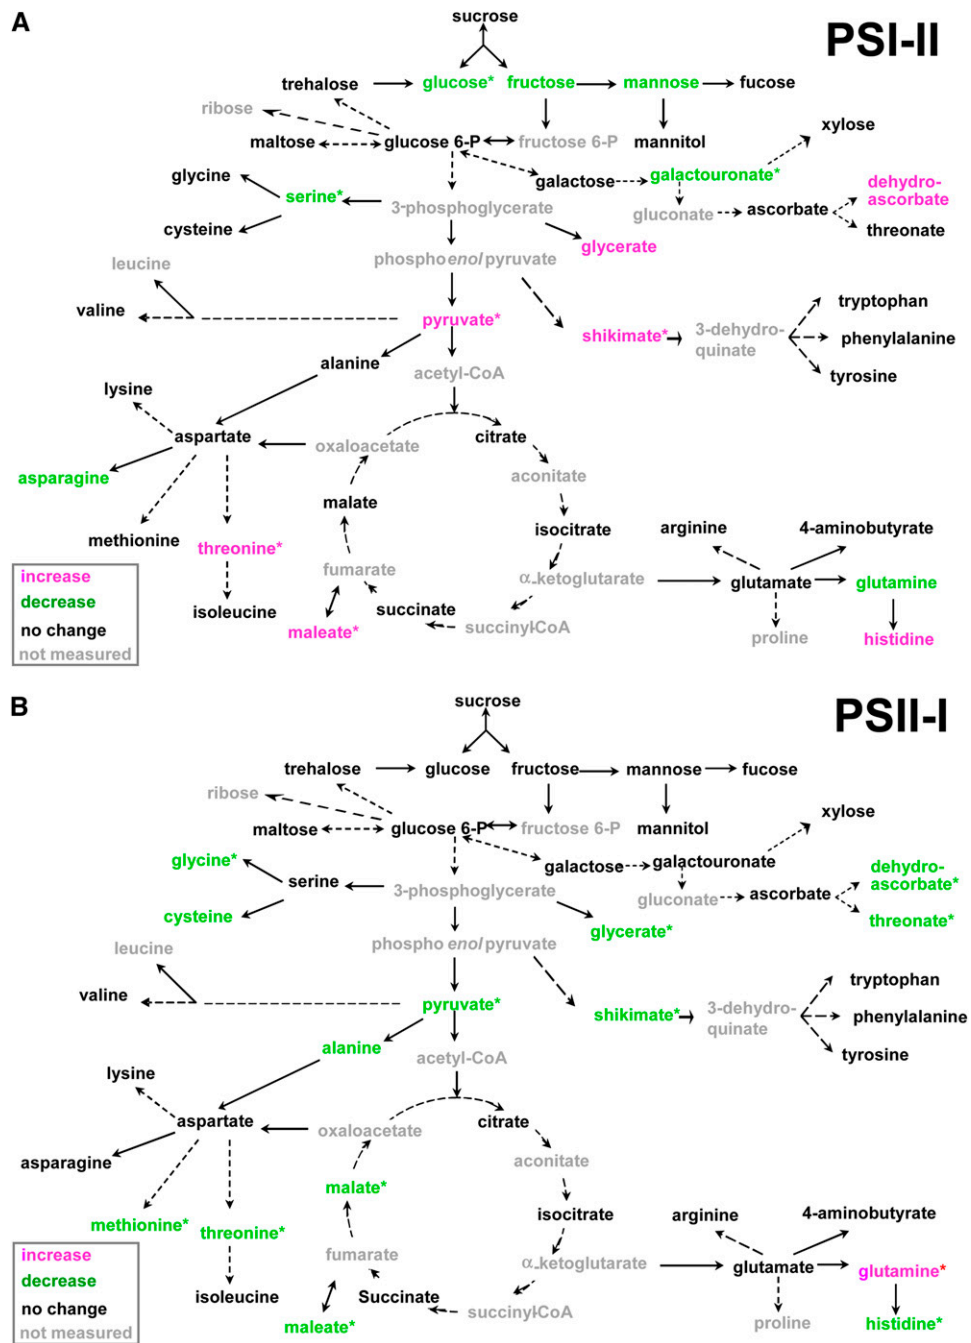 A
PSI-II
sucrose
trehalose glucose* fructose mannose fucose
ribose
xylose
maltose glucose 6-P fructose 6-P mannitol
glycine
galactose galactouronate*
dehydro-
ascorbate
serine*
3-phosphoglycerate
gluconate ascorbate
threonate
cysteine
glycerate
leucine
phosphoenolpyruvate
valine
pyruvate*
tryptophan
shikimate* 3-dehydro-
quinate
phenylalanine
alanine
acetyl-CoA
tyrosine
lysine
aspartate oxaloacetate citrate
asparagine
aconitate
malate
methionine
isocitrate
arginine 4-aminobutyrate
threonine*
fumarate
α-ketoglutarate
glutamate glutamine
isoleucine
succinate
maleate*
succinylCoA
proline histidine
increase
decrease
no change
not measured
B
PSII-I
sucrose
trehalose glucose fructose mannose fucose
ribose
xylose
maltose glucose 6-P fructose 6-P mannitol
glycine*
galactose galactouronate
dehydro-
ascorbate*
serine
3-phosphoglycerate
gluconate ascorbate
cysteine
threonate*
glycerate*
leucine
phosphoenolpyruvate
valine
pyruvate*
tryptophan
shikimate* 3-dehydro-
quinate
phenylalanine
alanine
acetyl-CoA
tyrosine
lysine
aspartate oxaloacetate citrate
asparagine
aconitate
malate*
methionine*
threonine*
isocitrate
arginine 4-aminobutyrate
fumarate
α-ketoglutarate
glutamate glutamine*
isoleucine
Succinate
maleate*
succinylCoA
proline histidine*
increase
decrease
no change
not measured